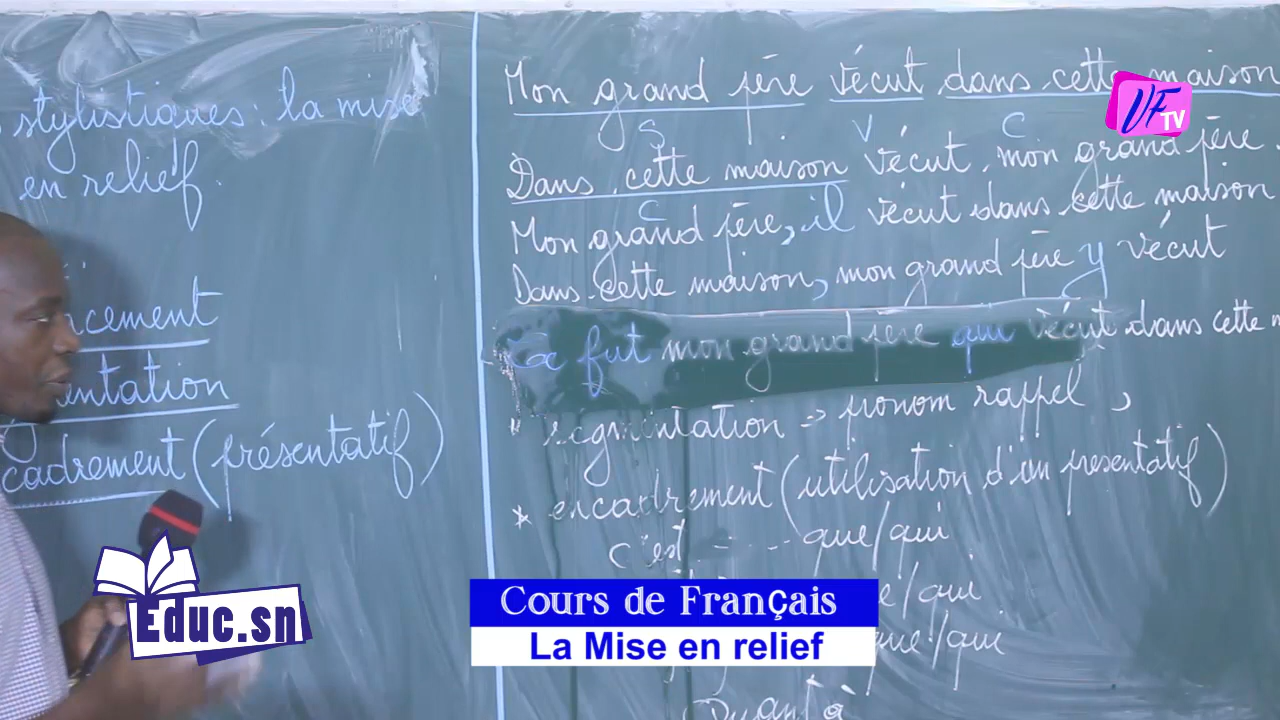 stylistiques : la mise
en relief.
cement
entation
cadrement (présentatif)
Mon grand père vécut dans cette maison
S V C
Dans cette maison vécut mon grand père.
C
Mon grand père, il vécut dans cette maison
Dans cette maison, mon grand père y vécut
Ce fut mon grand père qui vécut dans cette m
* segmentation => pronom rappel,
* encadrement (utilisation d'un presentatif)
c'est - - - que/qui
e/qui
que/qui
Quant à
VF TV
Educ.sn
Cours de Français
La Mise en relief